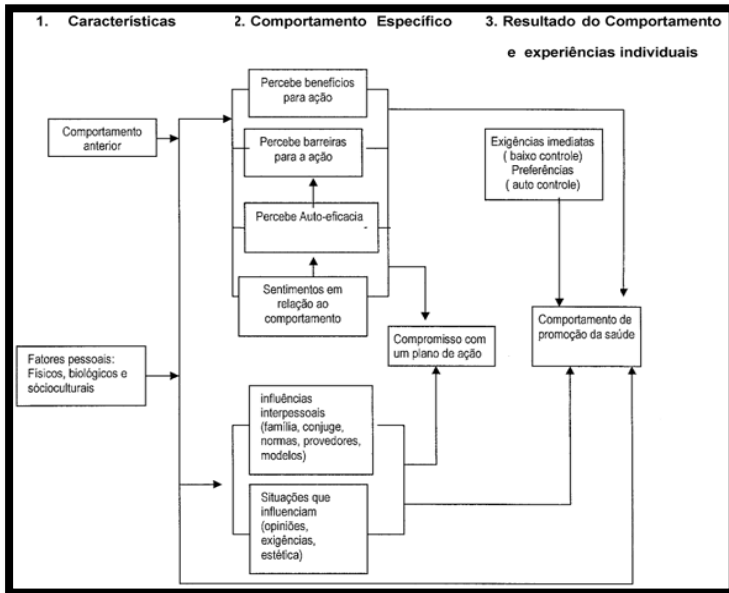 1. Características
2. Comportamento Específico
3. Resultado do Comportamento
e experiências individuais
Comportamento
anterior
Fatores pessoais:
Físicos, biológicos e
sócioculturais
Percebe benefícios
para ação
Percebe barreiras
para a ação
Percebe Auto-eficacia
Sentimentos em
relação ao
comportamento
influências
interpessoais
(família, conjuge,
normas, provedores,
modelos)
Situações que
influenciam
(opiniões,
exigências,
estética)
Compromisso com
um plano de ação
Exigências imediatas
( baixo controle)
Preferências
( auto controle)
Comportamento de
promoção da saúde